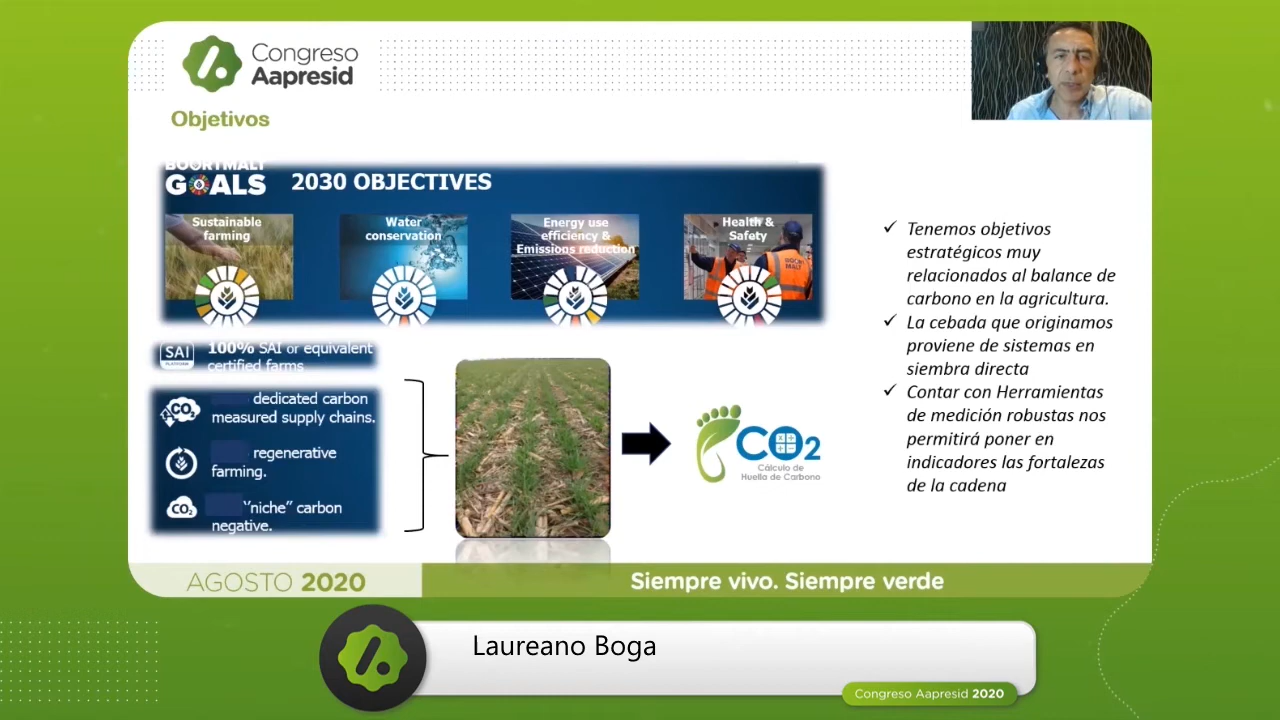 Congreso
Aapresid
Objetivos
BOORTMALT
GOALS
2030 OBJECTIVES
Sustainable
farming
Water
conservation
Energy use
efficiency &
Emissions reduction
Health &
Safety
BOORT
MALT
SAI
PLATFORM
100% SAI or equivalent
certified farms
CO2
dedicated carbon
measured supply chains.
regenerative
farming.
CO2
"niche" carbon
negative.
CO2
Cálculo de
Huella de Carbono
✓ Tenemos objetivos
estratégicos muy
relacionados al balance de
carbono en la agricultura.
✓ La cebada que originamos
proviene de sistemas en
siembra directa
✓ Contar con Herramientas
de medición robustas nos
permitirá poner en
indicadores las fortalezas
de la cadena
AGOSTO 2020
Siempre vivo. Siempre verde
Laureano Boga
Congreso Aapresid 2020